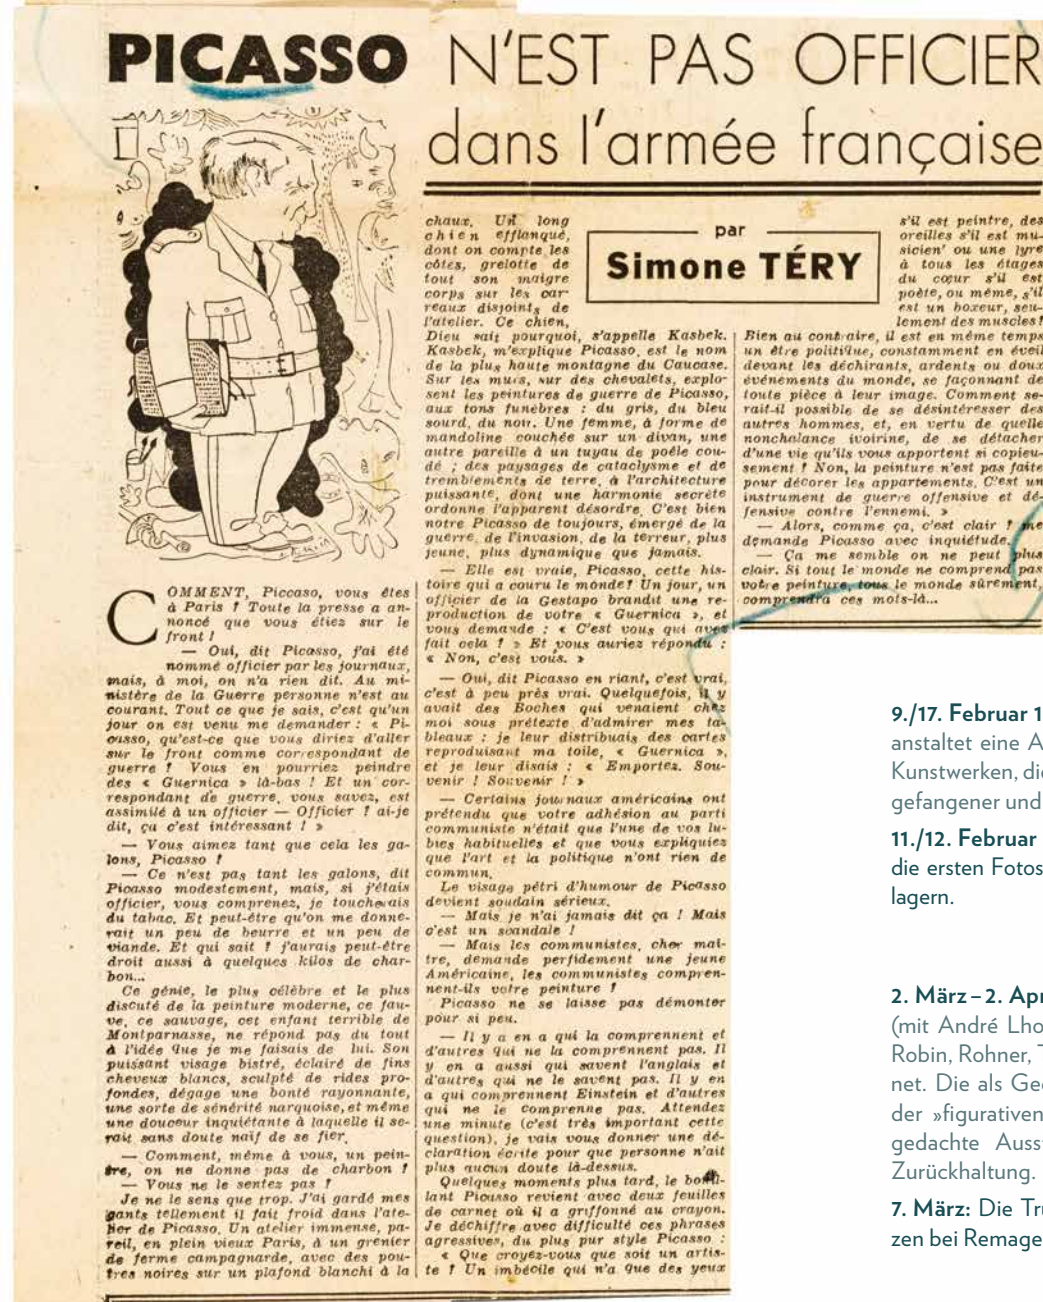 PICASSO N'EST PAS OFFICIER
dans l'armée française
par
Simone TÉRY
COMMENT, Piccaso, vous êtes
à Paris ? Toute la presse a an-
noncé que vous étiez sur le
front !
— Oui, dit Picasso, j'ai été
nommé officier par les journaux,
mais, à moi, on n'a rien dit. Au mi-
nistère de la Guerre personne n'est au
courant. Tout ce que je sais, c'est qu'un
jour on est venu me demander : « Pi-
casso, qu'est-ce que vous diriez d'aller
sur le front comme correspondant de
guerre ? Vous en pourriez peindre
des « Guernica » là-bas ! Et un cor-
respondant de guerre, vous savez, est
assimilé à un officier — Officier ? ai-je
dit, ça c'est intéressant ! »
— Vous aimez tant que cela les ga-
lons, Picasso ?
— Ce n'est pas tant les galons, dit
Picasso modestement, mais, si j'étais
officier, vous comprenez, je toucherais
du tabac. Et peut-être qu'on me donne-
rait un peu de beurre et un peu de
viande. Et qui sait ? j'aurais peut-être
droit aussi à quelques kilos de char-
bon...
Ce génie, le plus célèbre et le plus
discuté de la peinture moderne, ce fau-
ve, ce sauvage, cet enfant terrible de
Montparnasse, ne répond pas du tout
à l'idée que je me faisais de lui. Son
puissant visage bistré, éclairé de fins
cheveux blancs, sculpté de rides pro-
fondes, dégage une bonté rayonnante,
une sorte de sénérité narquoise, et même
une douceur inquiétante à laquelle il se-
rait sans doute naïf de se fier.
— Comment, même à vous, un pein-
tre, on ne donne pas de charbon ?
— Vous ne le sentez pas ?
Je ne le sens que trop. J'ai gardé mes
gants tellement il fait froid dans l'ate-
lier de Picasso. Un atelier immense, pa-
reil, en plein vieux Paris, à un grenier
de ferme campagnarde, avec des pou-
tres noires sur un plafond blanchi à la
chaux. Un long
chien efflanqué,
dont on compte les
côtes, grelotte de
tout son maigre
corps sur les car-
reaux disjoints de
l'atelier. Ce chien,
Dieu sait pourquoi, s'appelle Kasbek.
Kasbek, m'explique Picasso, est le nom
de la plus haute montagne du Caucase.
Sur les murs, sur des chevalets, explo-
sent les peintures de guerre de Picasso,
aux tons funèbres : du gris, du bleu
sourd, du noir. Une femme, à forme de
mandoline couchée sur un divan, une
autre pareille à un tuyau de poêle cou-
dé ; des paysages de cataclysme et de
tremblements de terre, à l'architecture
puissante, dont une harmonie secrète
ordonne l'apparent désordre. C'est bien
notre Picasso de toujours, émergé de la
guerre, de l'invasion, de la terreur, plus
jeune, plus dynamique que jamais.
— Elle est vraie, Picasso, cette his-
toire qui a couru le monde? Un jour, un
officier de la Gestapo brandit une re-
production de votre « Guernica », et
vous demande : « C'est vous qui avez
fait cela ? » Et vous auriez répondu :
« Non, c'est vous. »
— Oui, dit Picasso en riant, c'est vrai,
c'est à peu près vrai. Quelquefois, il y
avait des Boches qui venaient chez
moi sous prétexte d'admirer mes ta-
bleaux : je leur distribuais des cartes
reproduisant ma toile, « Guernica »,
et je leur disais : « Emportez. Sou-
venir ! Souvenir ! »
— Certains journaux américains ont
prétendu que votre adhésion au parti
communiste n'était que l'une de vos lu-
bies habituelles et que vous expliquiez
que l'art et la politique n'ont rien de
commun.
Le visage pétri d'humour de Picasso
devient soudain sérieux.
— Mais je n'ai jamais dit ça ! Mais
c'est un scandale !
— Mais les communistes, cher maî-
tre, demande perfidement une jeune
Américaine, les communistes compren-
nent-ils votre peinture ?
Picasso ne se laisse pas démonter
pour si peu.
— Il y en a qui la comprennent et
d'autres qui ne la comprennent pas. Il
y en a aussi qui savent l'anglais et
d'autres qui ne le savent pas. Il y en
a qui comprennent Einstein et d'autres
qui ne le comprenne pas. Attendez
une minute (c'est très important cette
question), je vais vous donner une dé-
claration écrite pour que personne n'ait
plus aucun doute là-dessus.
Quelques moments plus tard, le bouil-
lant Picasso revient avec deux feuilles
de carnet où il a griffonné au crayon.
Je déchiffre avec difficulté ces phrases
agressives, du plus pur style Picasso :
« Que croyez-vous que soit un artis-
te ? Un imbécile qui n'a que des yeux
s'il est peintre, des
oreilles s'il est mu-
sicien' ou une lyre
à tous les étages
du cœur s'il est
poète, ou même, s'il
est un boxeur, seu-
lement des muscles?
Bien au contraire, il est en même temps
un être politique, constamment en éveil
devant les déchirants, ardents ou doux
événements du monde, se façonnant de
toute pièce à leur image. Comment se-
rait-il possible de se désintéresser des
autres hommes, et, en vertu de quelle
nonchalance ivoirine, de se détacher
d'une vie qu'ils vous apportent si copieu-
sement ? Non, la peinture n'est pas faite
pour décorer les appartements. C'est un
instrument de guerre offensive et dé-
fensive contre l'ennemi. »
— Alors, comme ça, c'est clair ? me
demande Picasso avec inquiétude.
— Ça me semble on ne peut plus
clair. Si tout le monde ne comprend pas
votre peinture, tous le monde sûrement,
comprendra ces mots-là...
9./17. Februar 1
anstaltet eine A
Kunstwerken, die
gefangener und
11./12. Februar
die ersten Fotos
lagern.
2. März – 2. Apr
(mit André Lho
Robin, Rohner, T
net. Die als Ged
der »figurativen
gedachte Auss
Zurückhaltung.
7. März: Die Tru
zen bei Remage